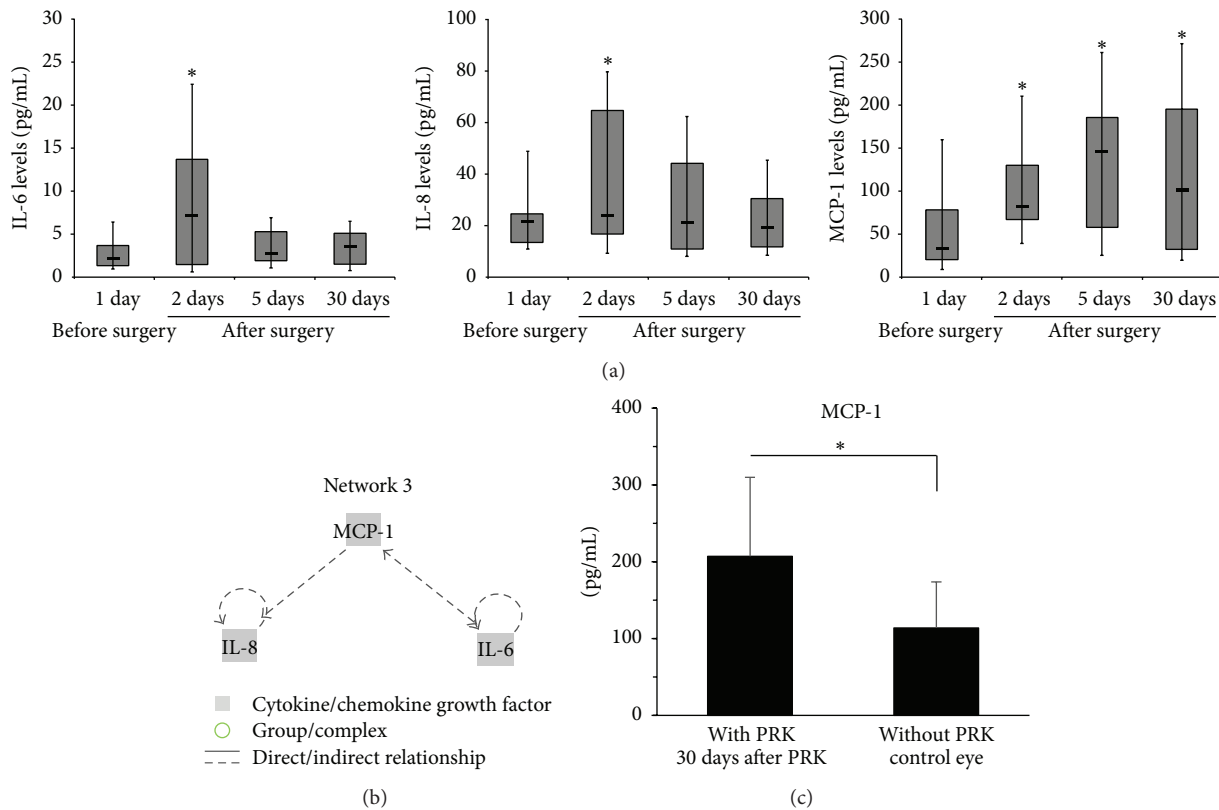 30
25
20
15
10
5
0
IL-6 levels (pg/mL)
*
1 day
2 days
5 days
30 days
Before surgery
After surgery
100
80
60
40
20
0
IL-8 levels (pg/mL)
*
1 day
2 days
5 days
30 days
Before surgery
After surgery
300
250
200
150
100
50
0
MCP-1 levels (pg/mL)
*
*
*
1 day
2 days
5 days
30 days
Before surgery
After surgery
(a)
Network 3
MCP-1
IL-8
IL-6
Cytokine/chemokine growth factor
Group/complex
Direct/indirect relationship
(b)
400
300
200
100
0
(pg/mL)
MCP-1
*
With PRK
30 days after PRK
Without PRK
control eye
(c)